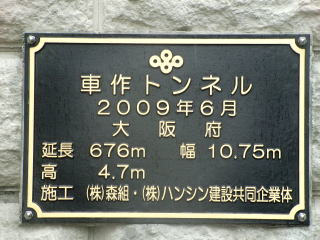 車作トンネル
2009年6月
大阪府
延長 676m 幅 10.75m
高 4.7m
施工 (株)森組・(株)ハンシン建設共同企業体